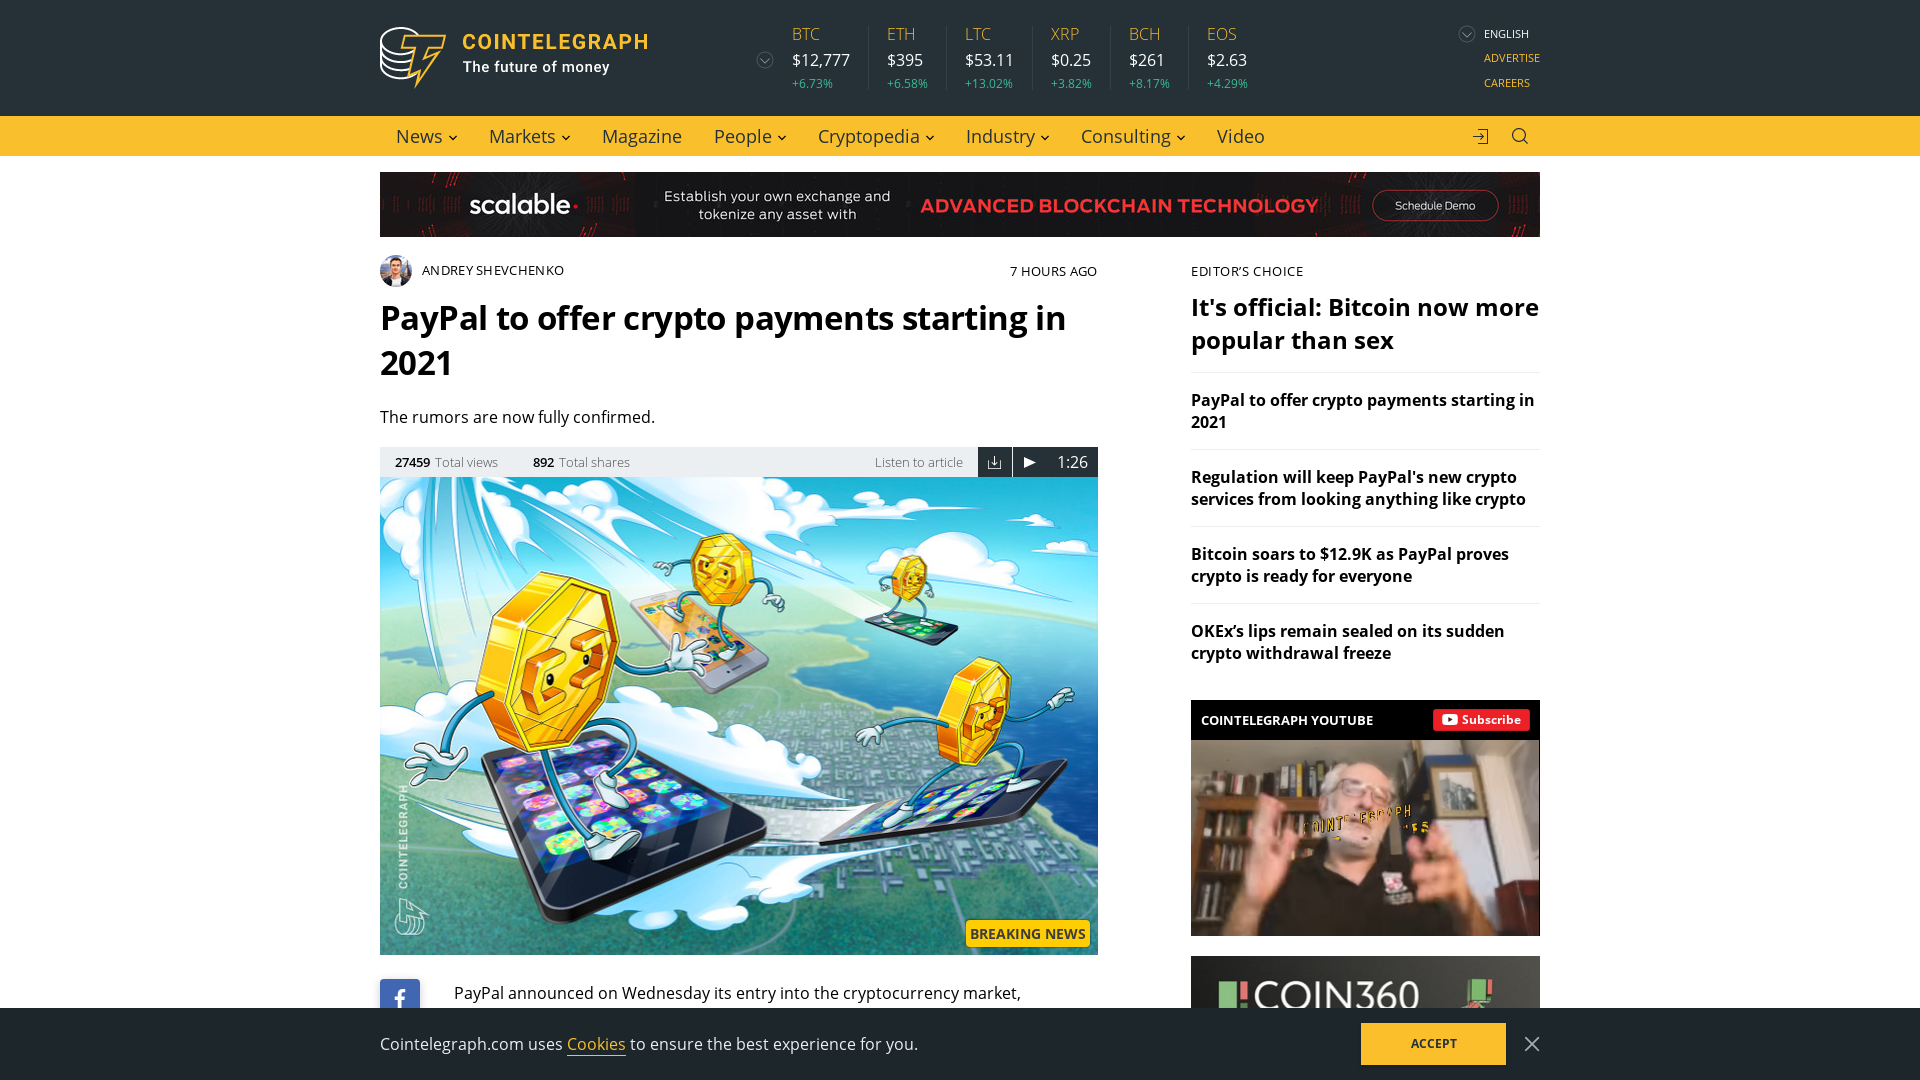 COINTELEGRAPH
The future of money
BTC
$12,777
+6.73%
ETH
$395
+6.58%
LTC
$53.11
+13.02%
XRP
$0.25
+3.82%
BCH
$261
+8.17%
EOS
$2.63
+4.29%
ENGLISH
ADVERTISE
CAREERS
News
Markets
Magazine
People
Cryptopedia
Industry
Consulting
Video
scalable.
Establish your own exchange and
tokenize any asset with
ADVANCED BLOCKCHAIN TECHNOLOGY
Schedule Demo
ANDREY SHEVCHENKO
7 HOURS AGO
PayPal to offer crypto payments starting in
2021
The rumors are now fully confirmed.
27459 Total views
892 Total shares
Listen to article
1:26
COINTELEGRAPH
BREAKING NEWS
PayPal announced on Wednesday its entry into the cryptocurrency market,
EDITOR’S CHOICE
It's official: Bitcoin now more
popular than sex
PayPal to offer crypto payments starting in
2021
Regulation will keep PayPal's new crypto
services from looking anything like crypto
Bitcoin soars to $12.9K as PayPal proves
crypto is ready for everyone
OKEx’s lips remain sealed on its sudden
crypto withdrawal freeze
COINTELEGRAPH YOUTUBE
Subscribe
COIN360
Cointelegraph.com uses Cookies to ensure the best experience for you.
ACCEPT